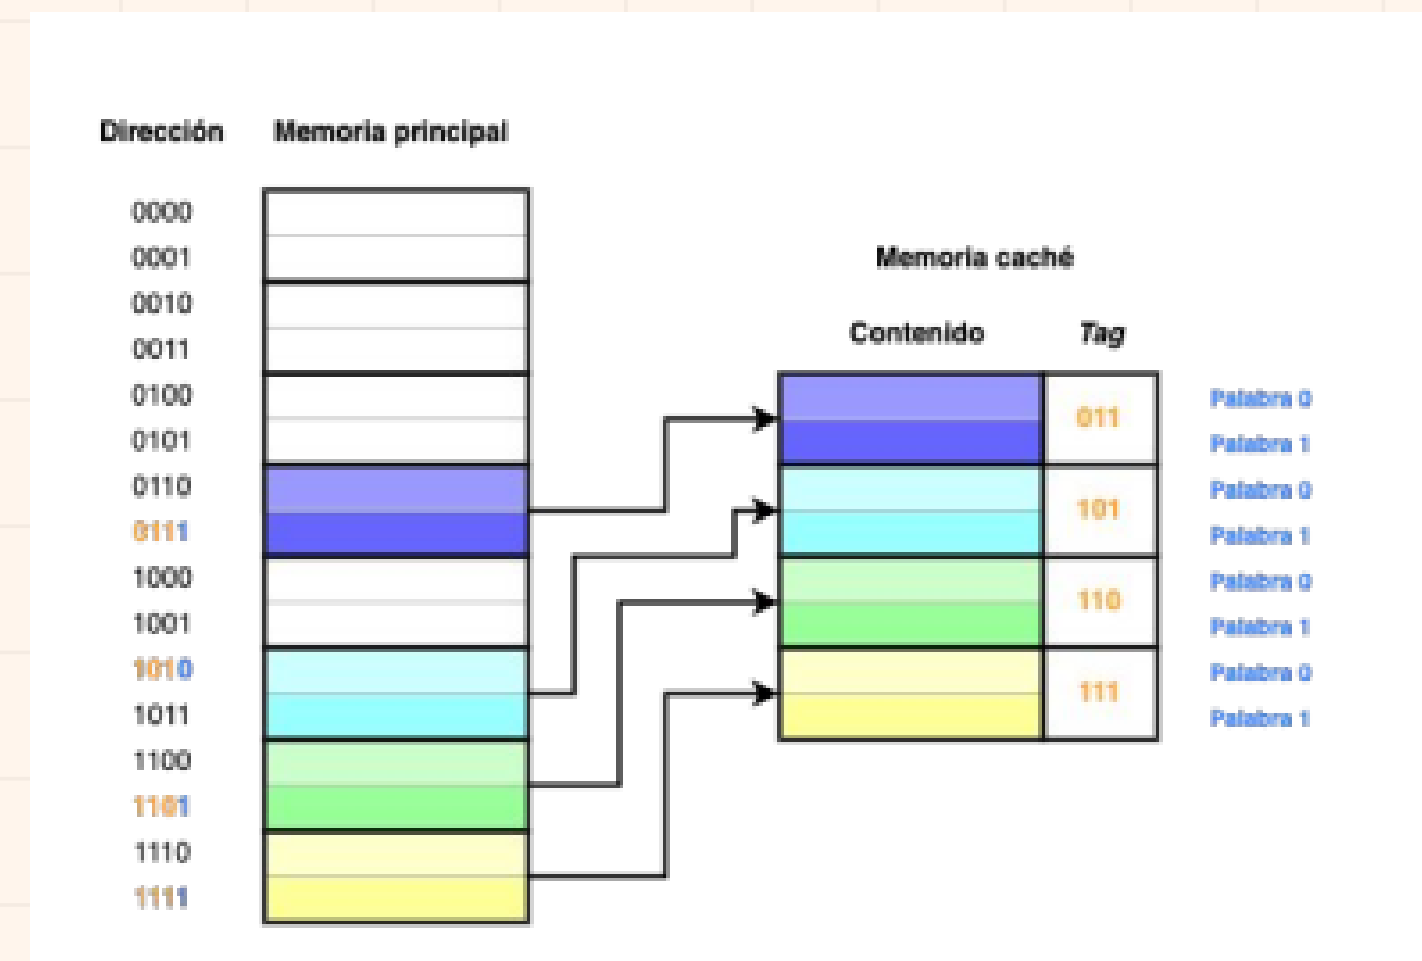 Dirección Memoria principal
0000
0001
0010
0011
0100
0101
0110
0111
1000
1001
1010
1011
1100
1101
1110
1111
Memoria caché
Contenido Tag
011
Palabra 0
Palabra 1
101
Palabra 0
Palabra 1
110
Palabra 0
Palabra 1
111
Palabra 0
Palabra 1